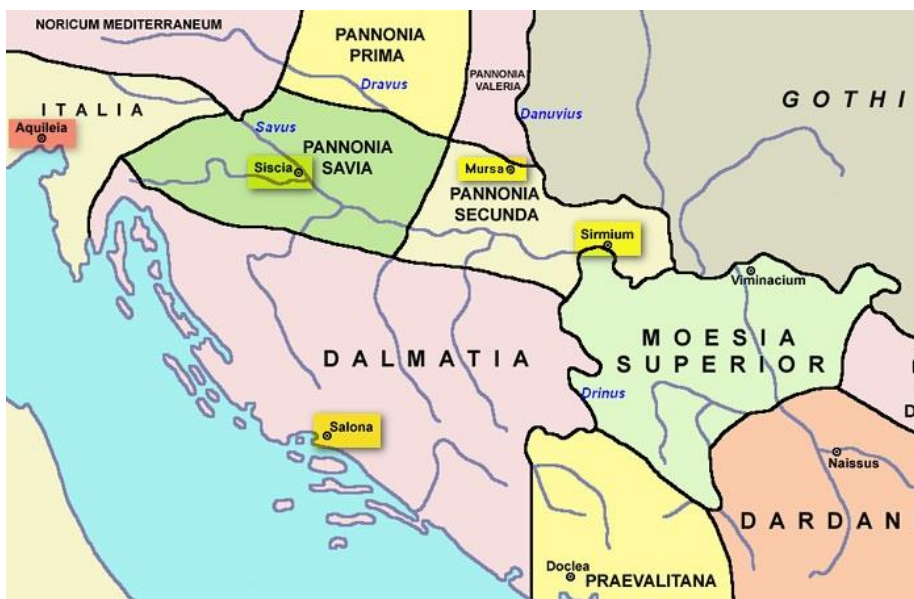 NORICUM MEDITERRANEUM
PANNONIA
PRIMA
PANNONIA
VALERIA
Dravus
Danuvius
GOTHI
ITALIA
Aquileia
Savus
PANNONIA
SAVIA
Siscia
Mursa
PANNONIA
SECUNDA
Sirmium
Viminacium
MOESIA
SUPERIOR
DALMATIA
Drinus
D
Salona
Naissus
DARDAN
Doclea
PRAEVALITANA